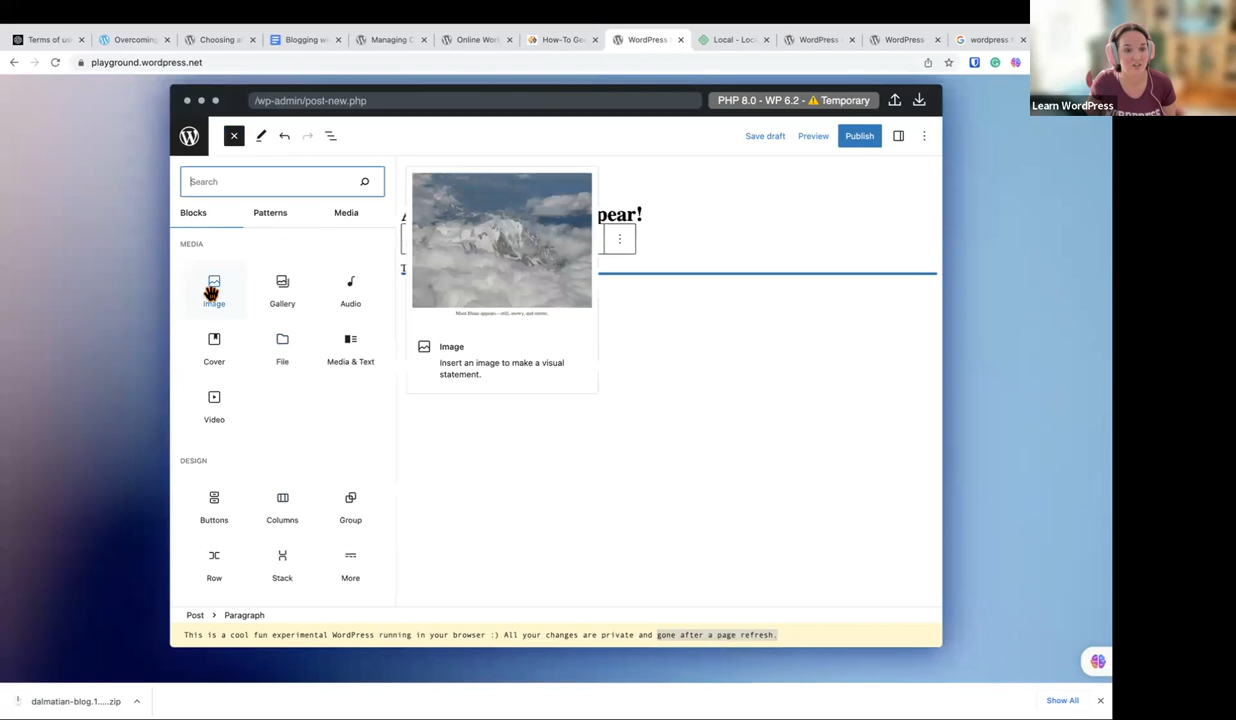 Terms of use
Overcoming
Choosing a
Blogging wi
Managing C
Online Wor
How-To Ge
WordPress
Local - Loc
WordPress
WordPress
wordpress
playground.wordpress.net
Learn WordPress
/wp-admin/post-new.php
PHP 8.0 - WP 6.2 - ⚠ Temporary
Save draft
Preview
Publish
Search
Blocks
Patterns
Media
pear!
MEDIA
Image
Gallery
Audio
Cover
File
Media & Text
Video
Image
Insert an image to make a visual
statement.
DESIGN
Buttons
Columns
Group
Row
Stack
More
Post > Paragraph
This is a cool fun experimental WordPress running in your browser :) All your changes are private and gone after a page refresh.
dalmatian-blog.1.....zip
Show All